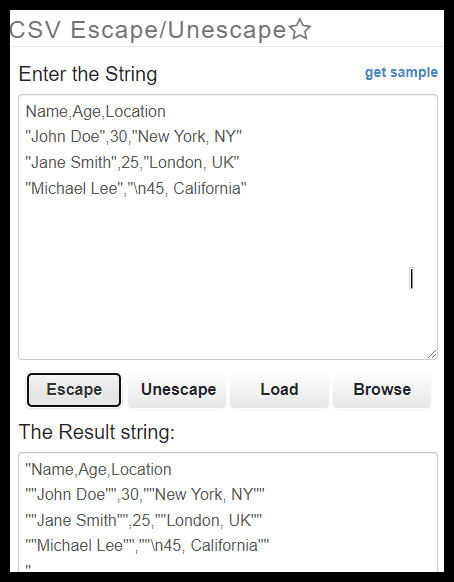 CSV Escape/Unescape☆
Enter the String
get sample
Name,Age,Location
"John Doe",30,"New York, NY"
"Jane Smith",25,"London, UK"
"Michael Lee","\n45, California"
Escape
Unescape
Load
Browse
The Result string:
"Name,Age,Location
""John Doe"",30,""New York, NY""
""Jane Smith"",25,""London, UK""
""Michael Lee"",""\n45, California""
"